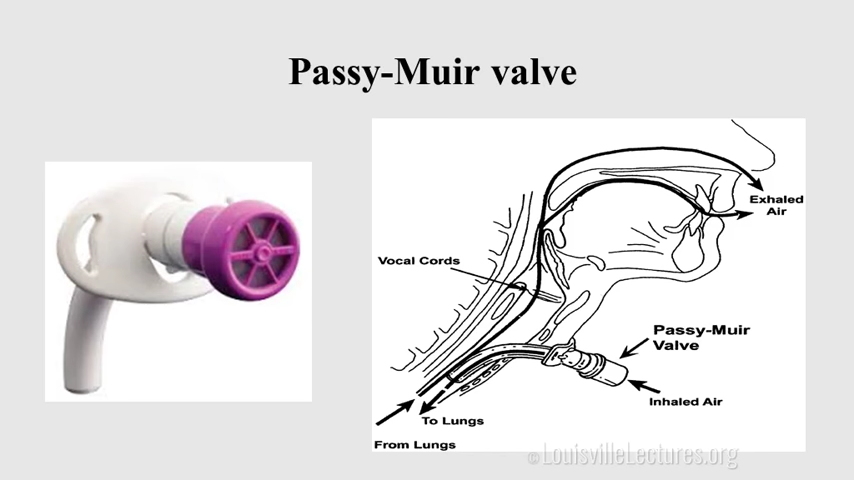 Passy-Muir valve
Exhaled
Air
Vocal Cords
Passy-Muir
Valve
Inhaled Air
To Lungs
From Lungs
© LouisvilleLectures.org